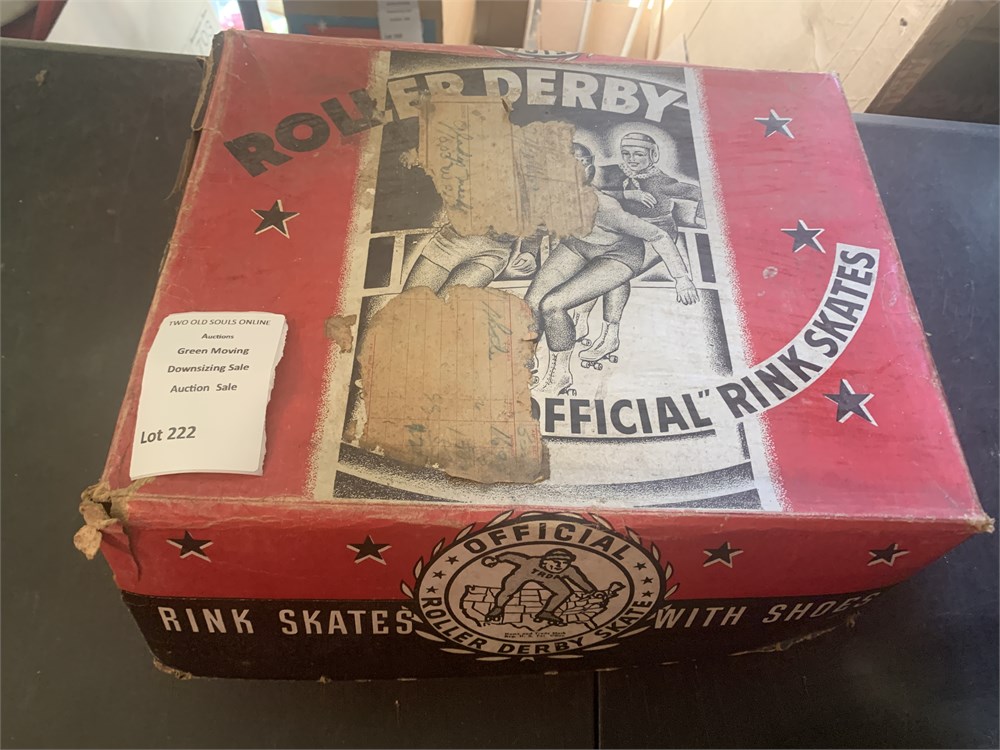 ROLLER DERBY
"OFFICIAL" RINK SKATES
TWO OLD SOULS ONLINE
Auctions
Green Moving
Downsizing Sale
Auction Sale
Lot 222
OFFICIAL
ROLLER DERBY SKATE
RINK SKATES
WITH SHOES